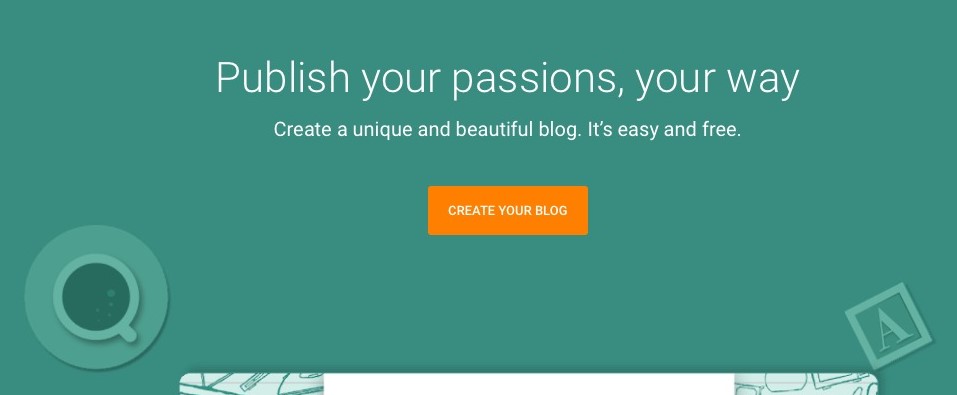 Publish your passions, your way
Create a unique and beautiful blog. It’s easy and free.
CREATE YOUR BLOG
A